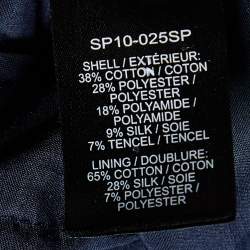 SP10-025SP
SHELL / EXTÉRIEUR:
38% COTTON / COTON
28% POLYESTER /
POLYESTER
18% POLYAMIDE /
POLYAMIDE
9% SILK / SOIE
7% TENCEL / TENCEL
LINING / DOUBLURE:
65% COTTON / COTON
28% SILK / SOIE
7% POLYESTER /
POLYESTER